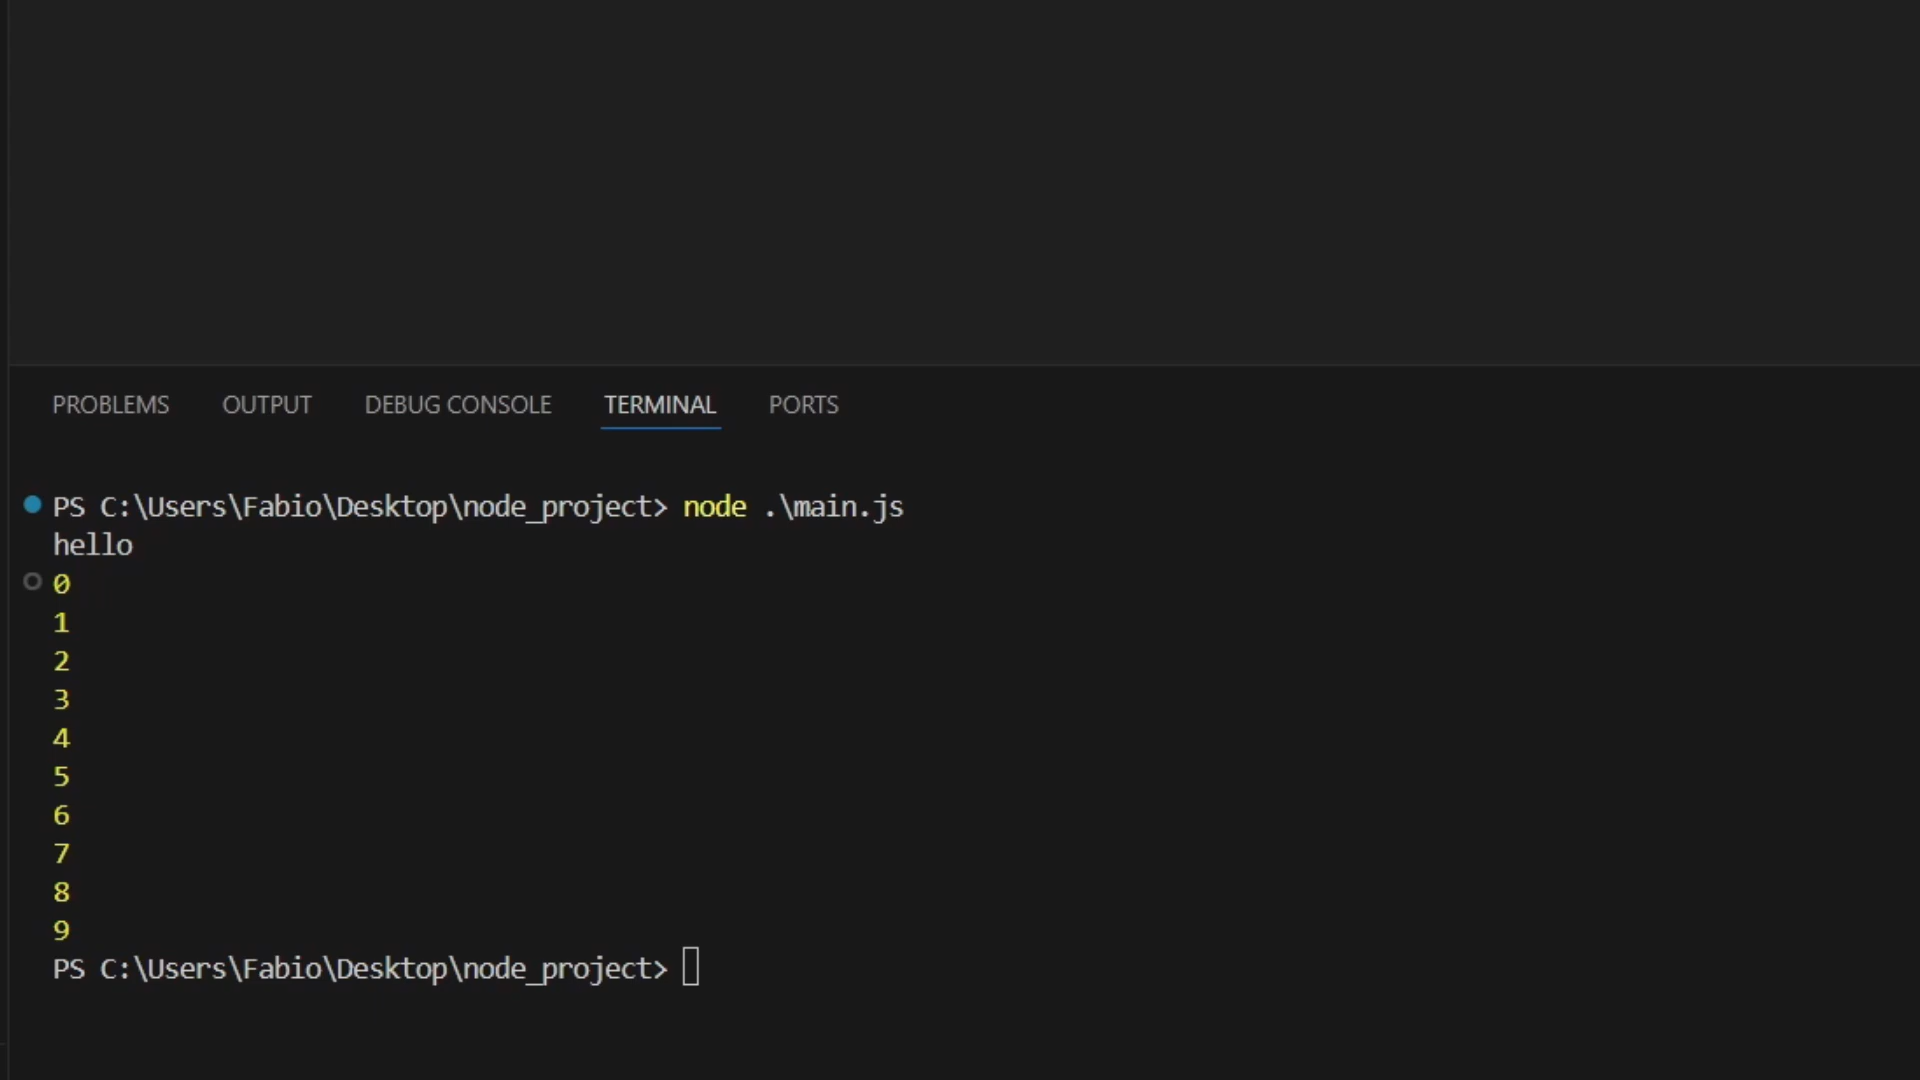 PROBLEMS OUTPUT DEBUG CONSOLE TERMINAL PORTS
PS C:\Users\Fabio\Desktop\node_project> node .\main.js
hello
0
1
2
3
4
5
6
7
8
9
PS C:\Users\Fabio\Desktop\node_project>